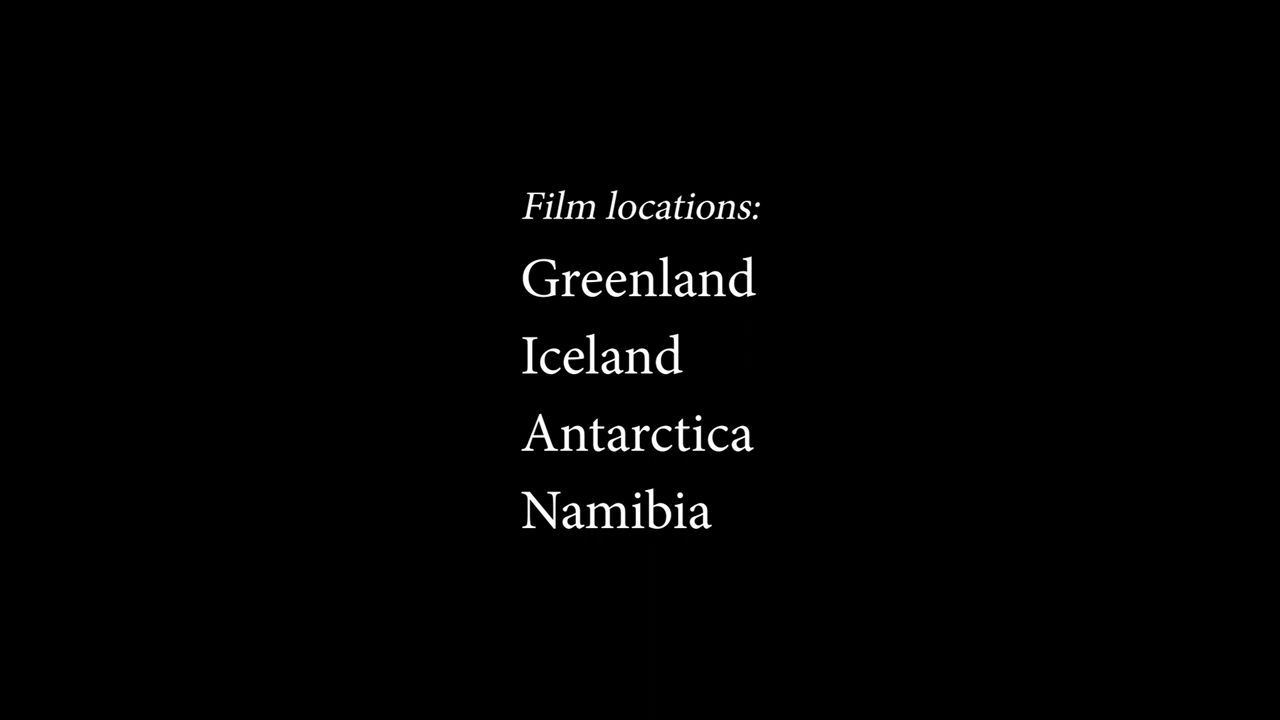 Film locations:
Greenland
Iceland
Antarctica
Namibia